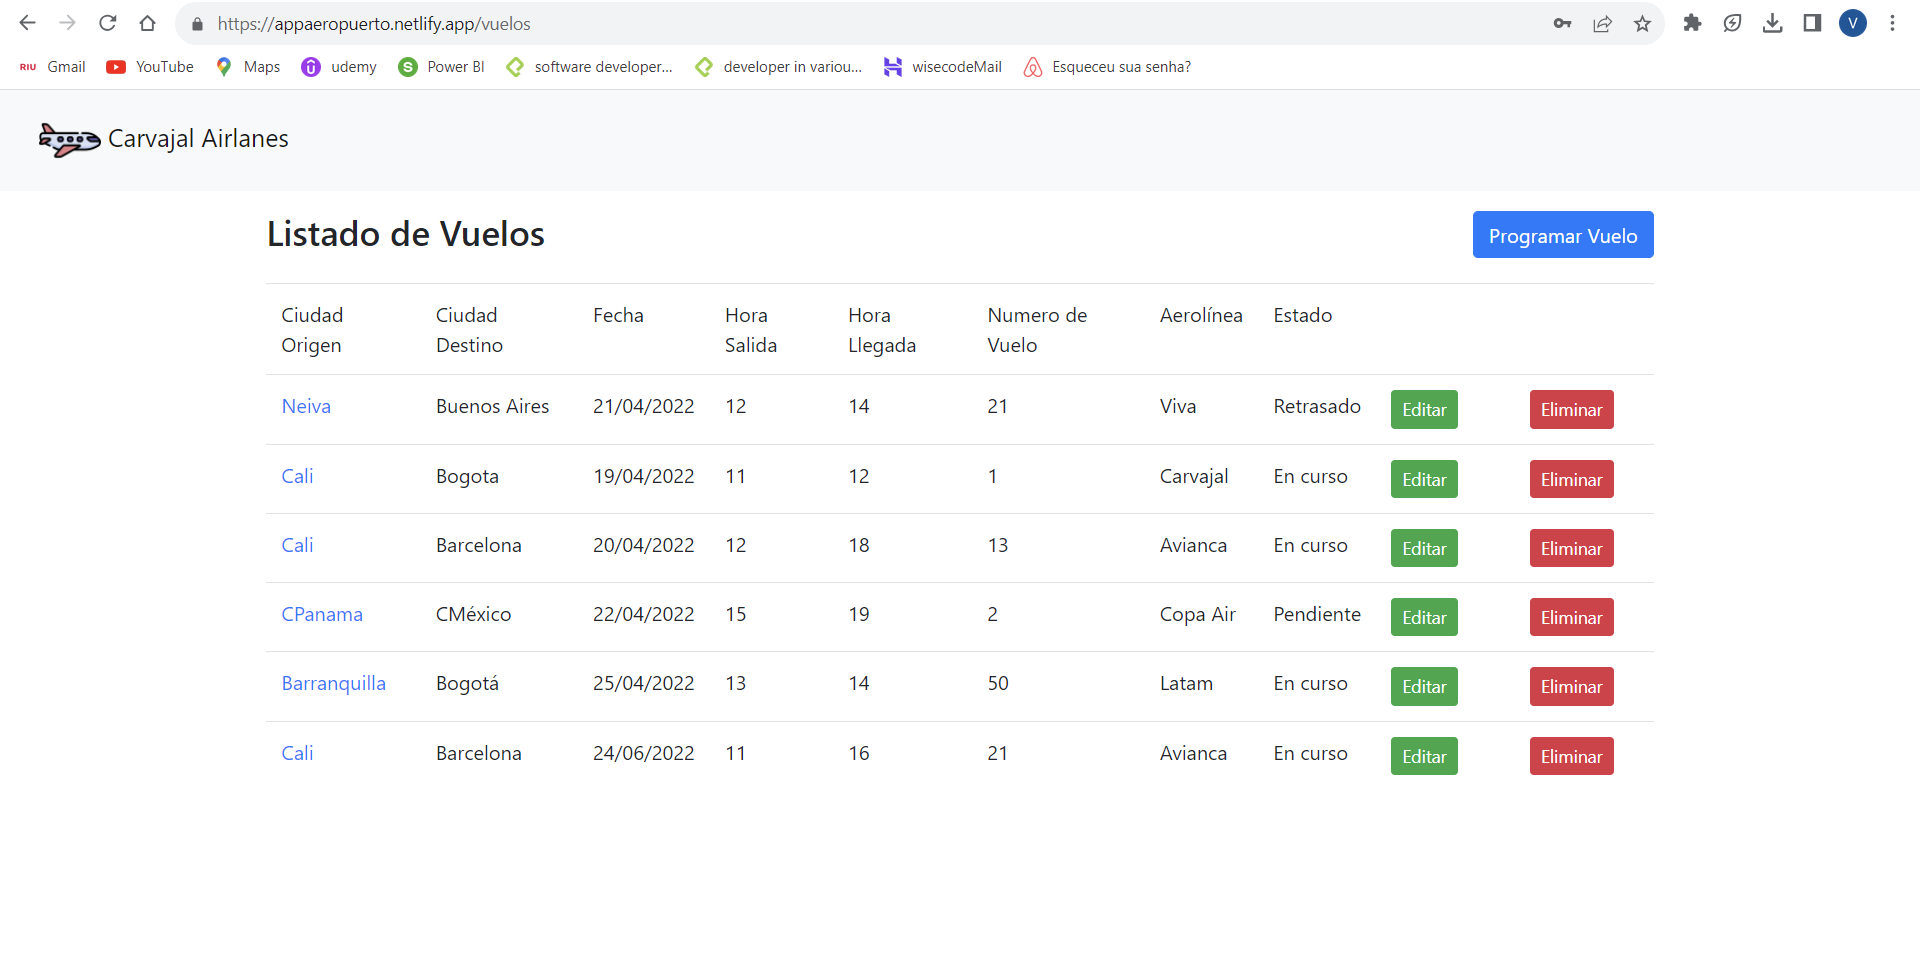 https://appaeropuerto.netlify.app/vuelos
V
RIU Gmail YouTube Maps udemy S Power BI software developer... developer in variou... wisecodeMail Esqueceu sua senha?
Carvajal Airlanes
Listado de Vuelos Programar Vuelo
Ciudad Origen Ciudad Destino Fecha Hora Salida Hora Llegada Numero de Vuelo Aerolínea Estado
Neiva Buenos Aires 21/04/2022 12 14 21 Viva Retrasado Editar Eliminar
Cali Bogota 19/04/2022 11 12 1 Carvajal En curso Editar Eliminar
Cali Barcelona 20/04/2022 12 18 13 Avianca En curso Editar Eliminar
CPanama CMéxico 22/04/2022 15 19 2 Copa Air Pendiente Editar Eliminar
Barranquilla Bogotá 25/04/2022 13 14 50 Latam En curso Editar Eliminar
Cali Barcelona 24/06/2022 11 16 21 Avianca En curso Editar Eliminar